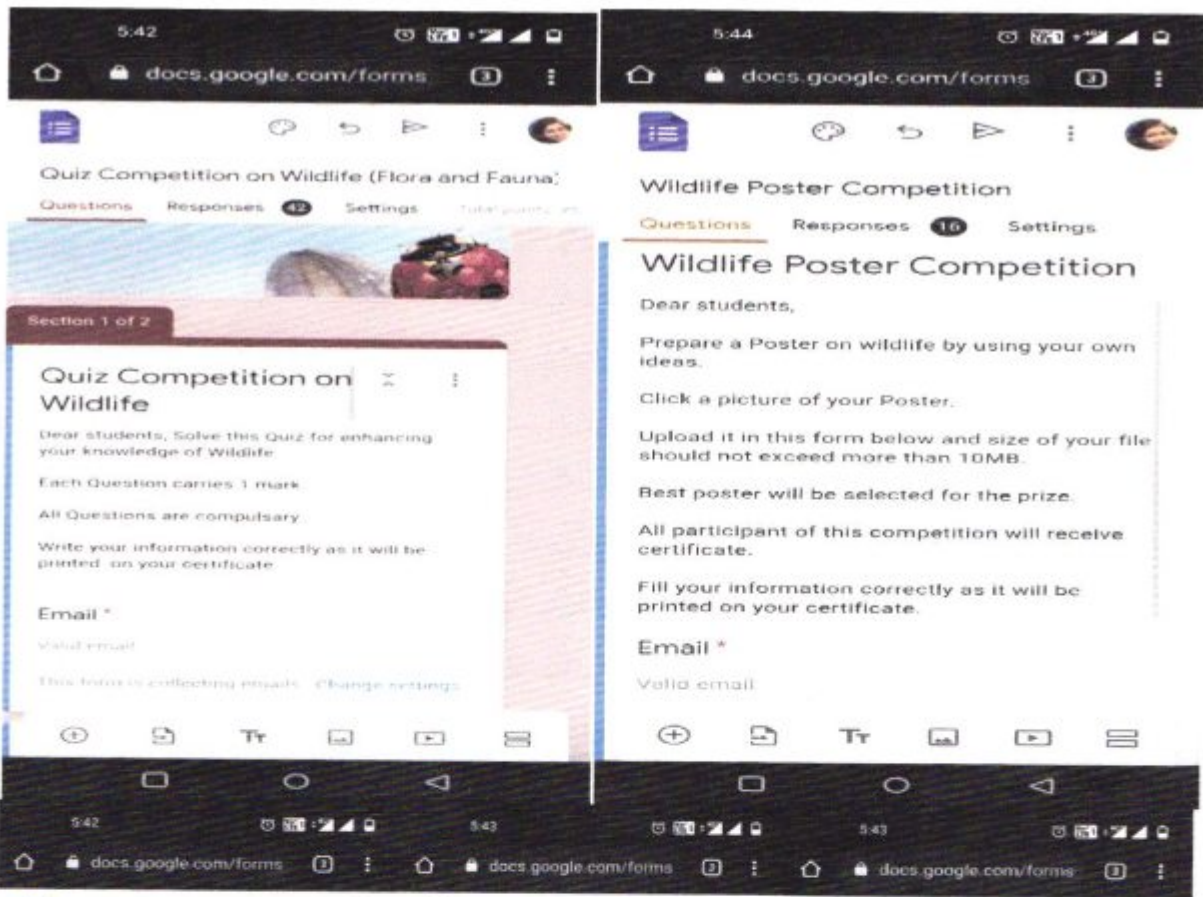 5:42
docs.google.com/forms 3
Quiz Competition on Wildlife (Flora and Fauna)
Questions Responses 42 Settings
Section 1 of 2
Quiz Competition on
Wildlife
Dear students, Solve this Quiz for enhancing
your knowledge of Wildlife
Each Question carries 1 mark
All Questions are compulsary
Write your information correctly as it will be
printed on your certificate
Email *
Valid email
This form is collecting emails Change settings
5:44
docs.google.com/forms 3
Wildlife Poster Competition
Questions Responses 16 Settings
Wildlife Poster Competition
Dear students,
Prepare a Poster on wildlife by using your own
ideas.
Click a picture of your Poster.
Upload it in this form below and size of your file
should not exceed more than 10MB.
Best poster will be selected for the prize.
All participant of this competition will receive
certificate.
Fill your information correctly as it will be
printed on your certificate.
Email *
Valid email
5:42
docs.google.com/forms 3
5:43
docs.google.com/forms 3
5:43
docs.google.com/forms 3